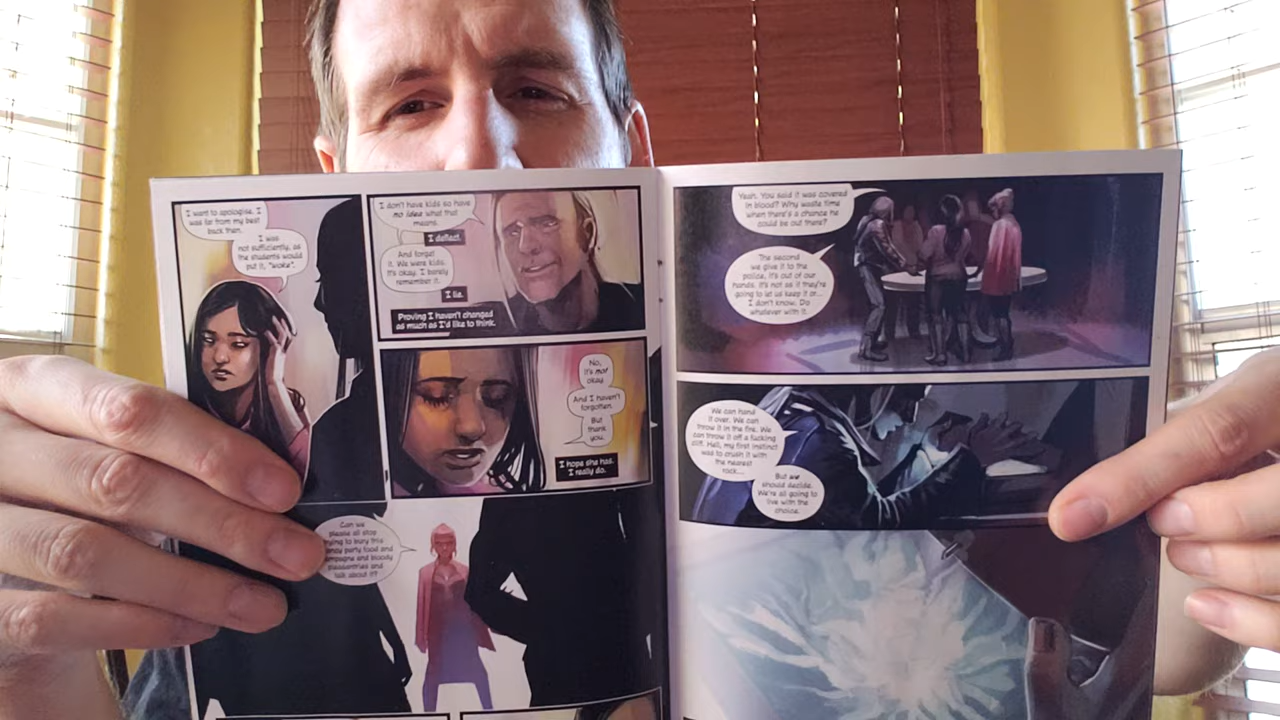 I want to apologise. I
was far from my best
back then.
I was
not sufficiently, as
the students would
put it, "woke".
I don't have kids so have
no idea what that
means.
I deflect.
And forget
it. We were kids.
It's okay. I barely
remember it.
I lie.
Proving I haven't changed
as much as I'd like to think.
No,
it's not
okay.
And I haven't
forgotten.
But
thank
you.
I hope she has.
I really do.
Can we
please all stop
trying to bury this
party food and
and bloody
pleasantries and
talk about it?
Yeah. You said it was covered
in blood? Why waste time
when there's a chance he
could be out there?
The second
we give it to the
police, it's out of our
hands. It's not as if they're
going to let us keep it or...
I don't know. Do
whatever with it.
We can hand
it over. We can
throw it in the fire. We
can throw it off a fucking
cliff. Hell, my first instinct
was to crush it with
the nearest
rock...
But we
should decide.
We're all going to
live with the
choice.